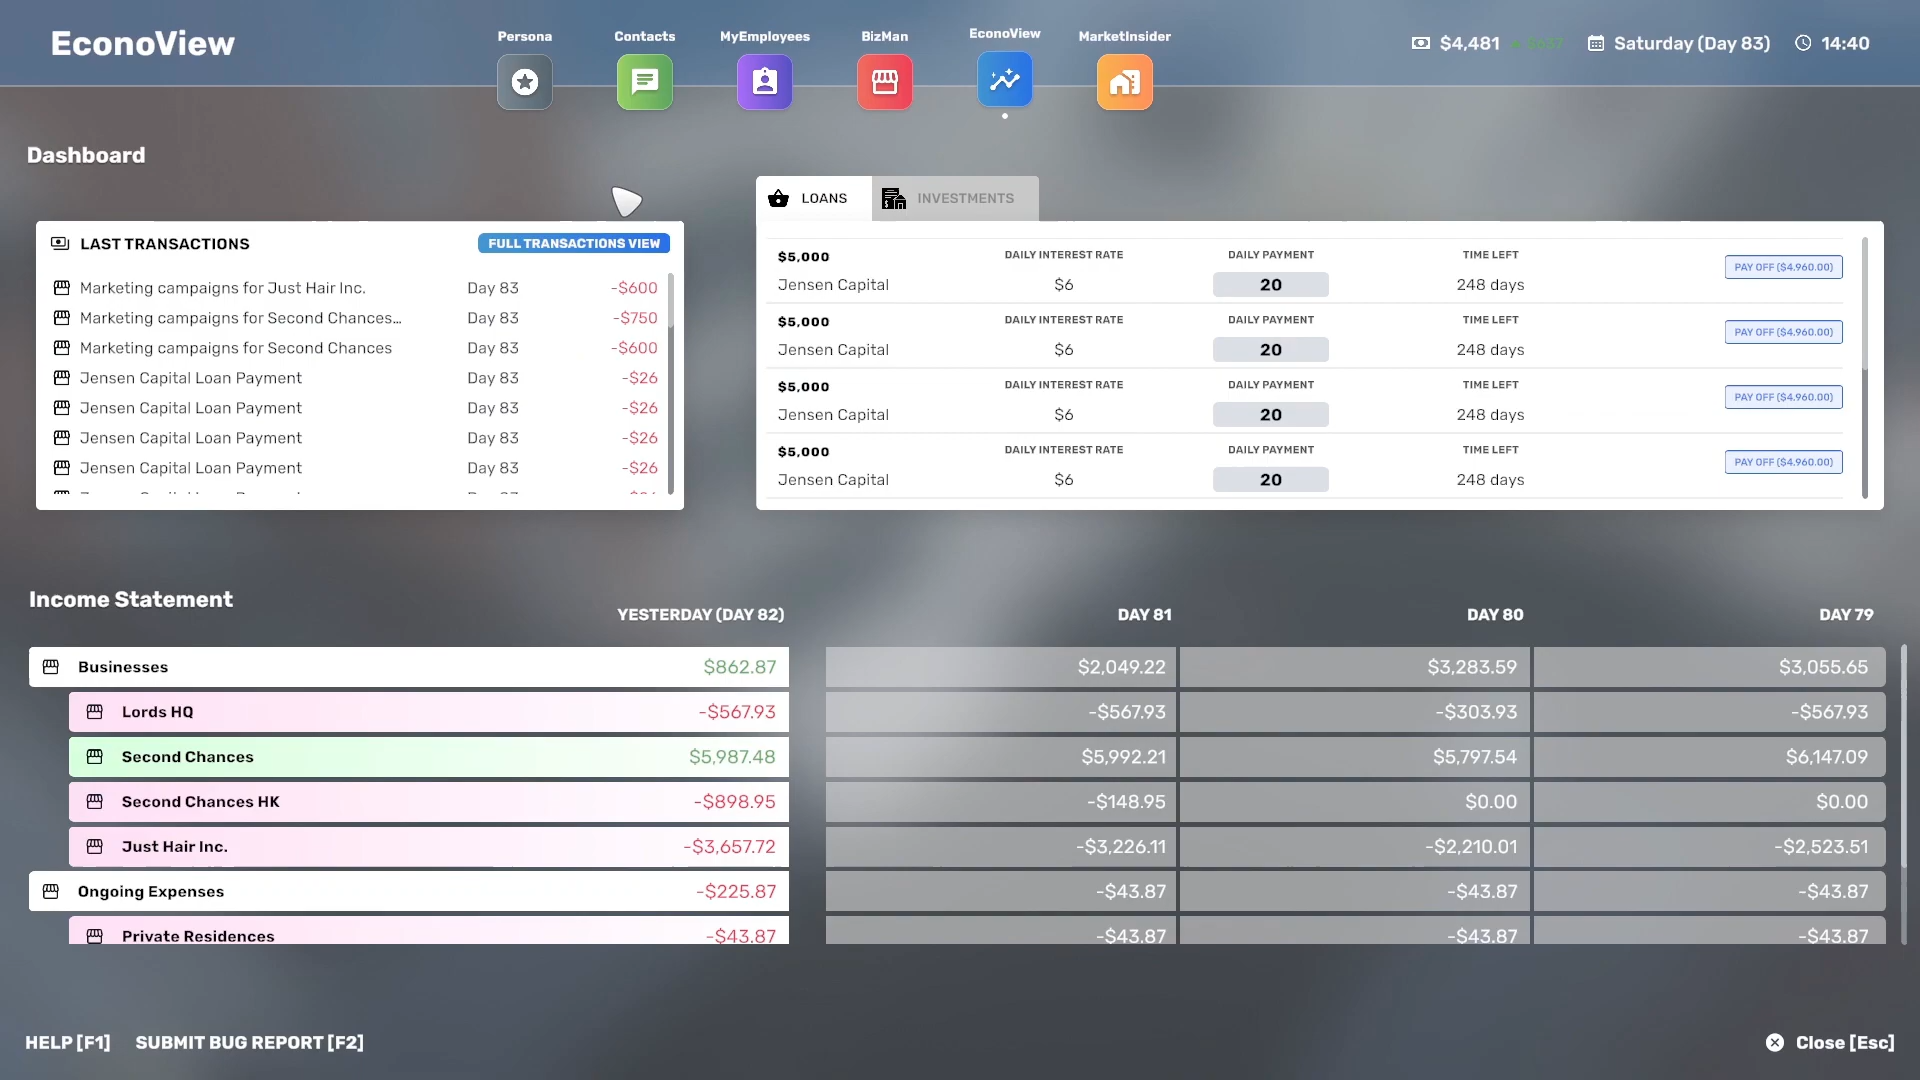 EconoView
Persona
Contacts
MyEmployees
BizMan
EconoView
MarketInsider
$4,481 $637 Saturday (Day 83) 14:40
Dashboard
LAST TRANSACTIONS FULL TRANSACTIONS VIEW
Marketing campaigns for Just Hair Inc. Day 83 -$600
Marketing campaigns for Second Chances... Day 83 -$750
Marketing campaigns for Second Chances Day 83 -$600
Jensen Capital Loan Payment Day 83 -$26
Jensen Capital Loan Payment Day 83 -$26
Jensen Capital Loan Payment Day 83 -$26
Jensen Capital Loan Payment Day 83 -$26
LOANS INVESTMENTS
$5,000 DAILY INTEREST RATE DAILY PAYMENT TIME LEFT PAY OFF ($4,960.00)
Jensen Capital $6 20 248 days
$5,000 DAILY INTEREST RATE DAILY PAYMENT TIME LEFT PAY OFF ($4,960.00)
Jensen Capital $6 20 248 days
$5,000 DAILY INTEREST RATE DAILY PAYMENT TIME LEFT PAY OFF ($4,960.00)
Jensen Capital $6 20 248 days
$5,000 DAILY INTEREST RATE DAILY PAYMENT TIME LEFT PAY OFF ($4,960.00)
Jensen Capital $6 20 248 days
Income Statement
YESTERDAY (DAY 82) DAY 81 DAY 80 DAY 79
Businesses $862.87 $2,049.22 $3,283.59 $3,055.65
Lords HQ -$567.93 -$567.93 -$303.93 -$567.93
Second Chances $5,987.48 $5,992.21 $5,797.54 $6,147.09
Second Chances HK -$898.95 -$148.95 $0.00 $0.00
Just Hair Inc. -$3,657.72 -$3,226.11 -$2,210.01 -$2,523.51
Ongoing Expenses -$225.87 -$43.87 -$43.87 -$43.87
Private Residences -$43.87 -$43.87 -$43.87 -$43.87
HELP [F1] SUBMIT BUG REPORT [F2] Close [Esc]